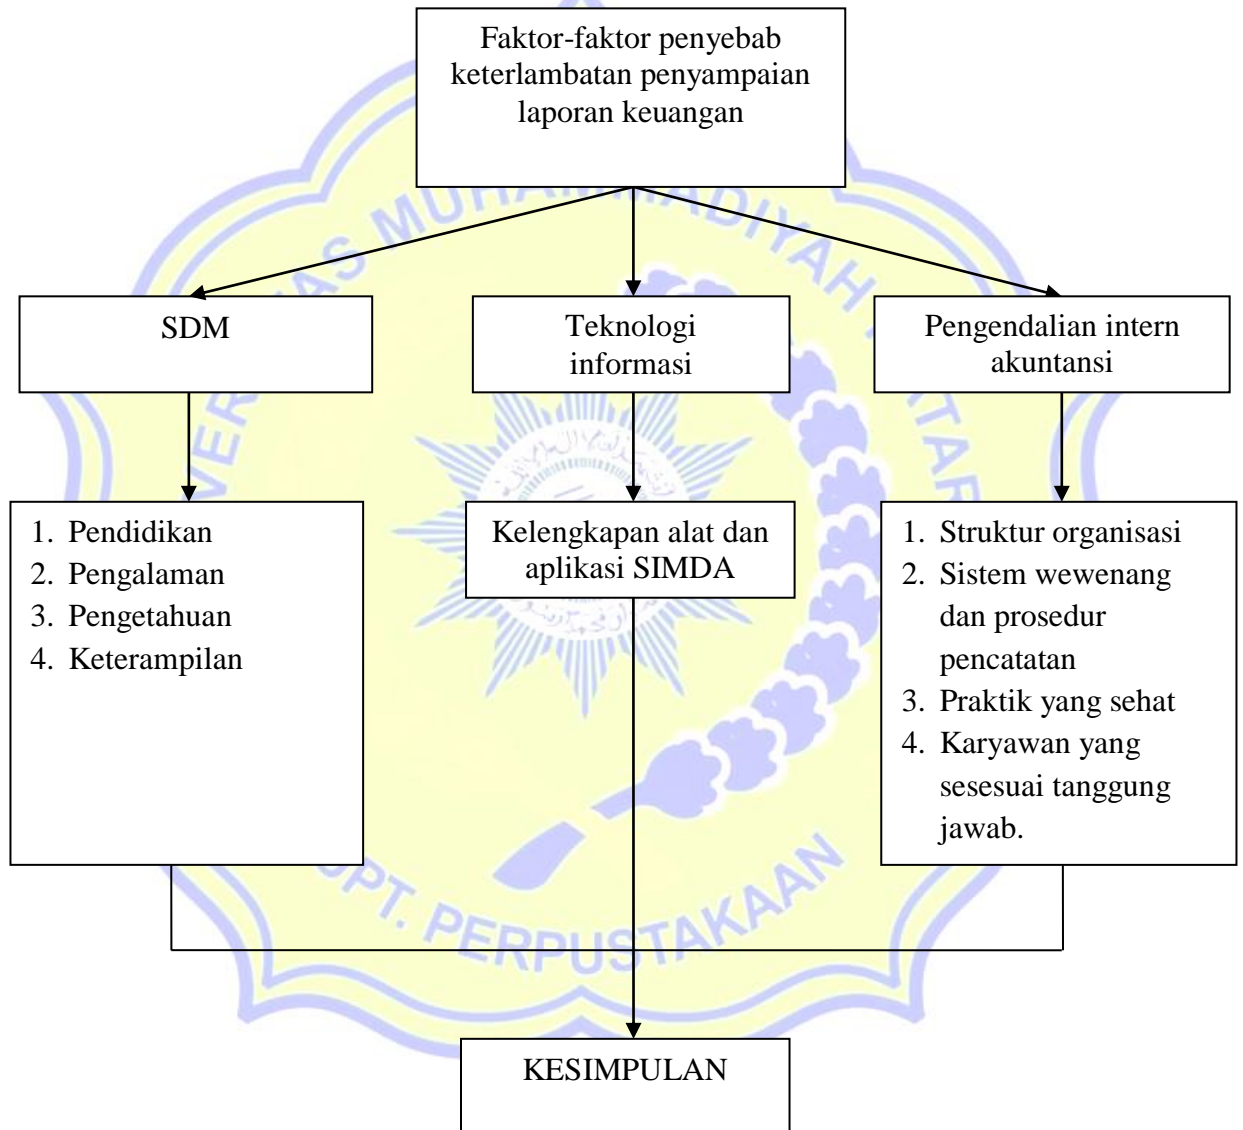 Faktor-faktor penyebab
keterlambatan penyampaian
laporan keuangan
SDM
Teknologi
informasi
Pengendalian intern
akuntansi
1. Pendidikan
2. Pengalaman
3. Pengetahuan
4. Keterampilan
Kelengkapan alat dan
aplikasi SIMDA
1. Struktur organisasi
2. Sistem wewenang
dan prosedur
pencatatan
3. Praktik yang sehat
4. Karyawan yang
sesesuai tanggung
jawab.
KESIMPULAN
MUHAMMADIYAH
PERPUSTAKAAN